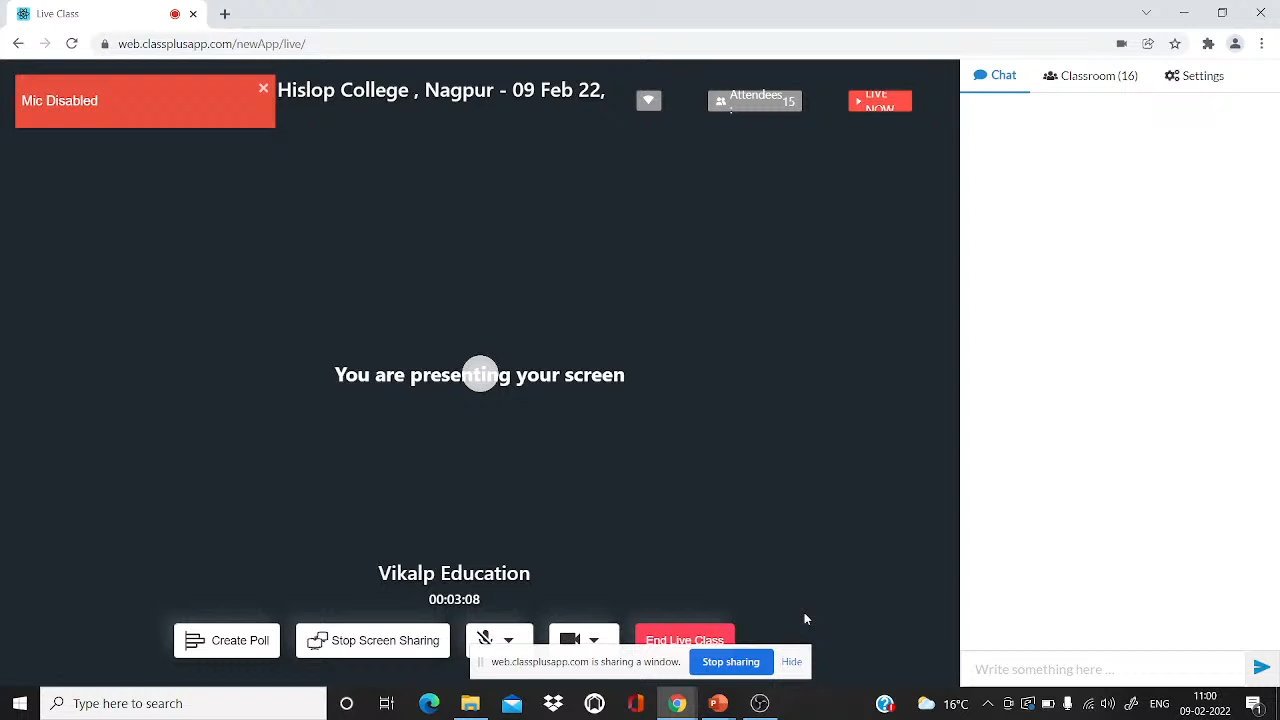 Live Class
web.classplusapp.com/newApp/live/
Mic Disabled
Hislop College , Nagpur - 09 Feb 22,
Attendees :
15
LIVE NOW
Chat
Classroom (16)
Settings
You are presenting your screen
Vikalp Education
00:03:08
Create Poll
Stop Screen Sharing
End Live Class
web.classplusapp.com is sharing a window.
Stop sharing
Hide
Write something here ...
Type here to search
16°C
ENG
11:00
09-02-2022
1